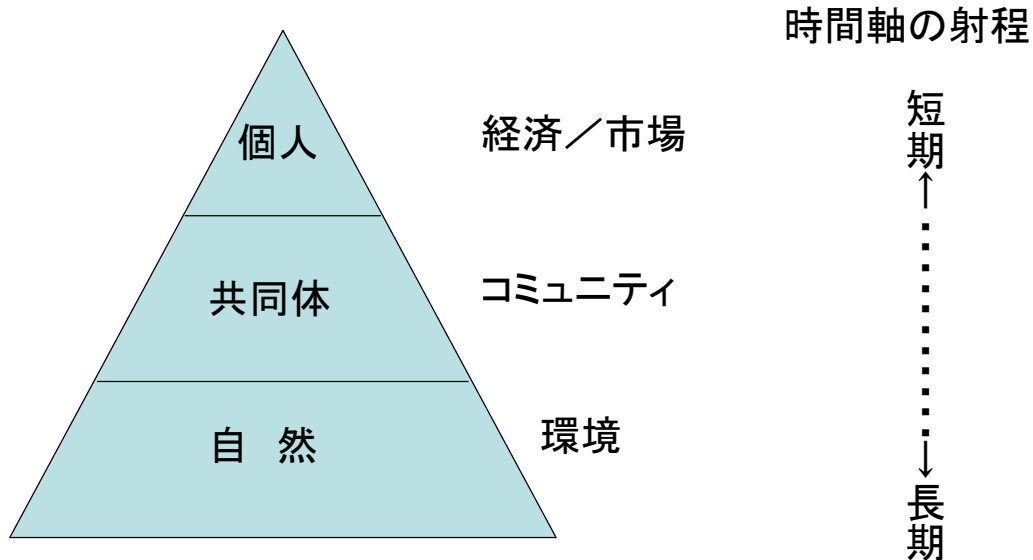 時間軸の射程
個人
経済／市場
短期
↑
↓
共同体
コミュニティ
自 然
環境
長期